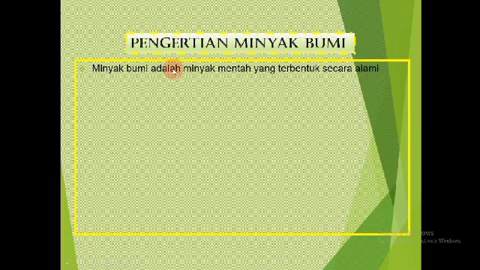 PENGERTIAN MINYAK BUMI
Minyak bumi adalah minyak mentah yang terbentuk secara alami